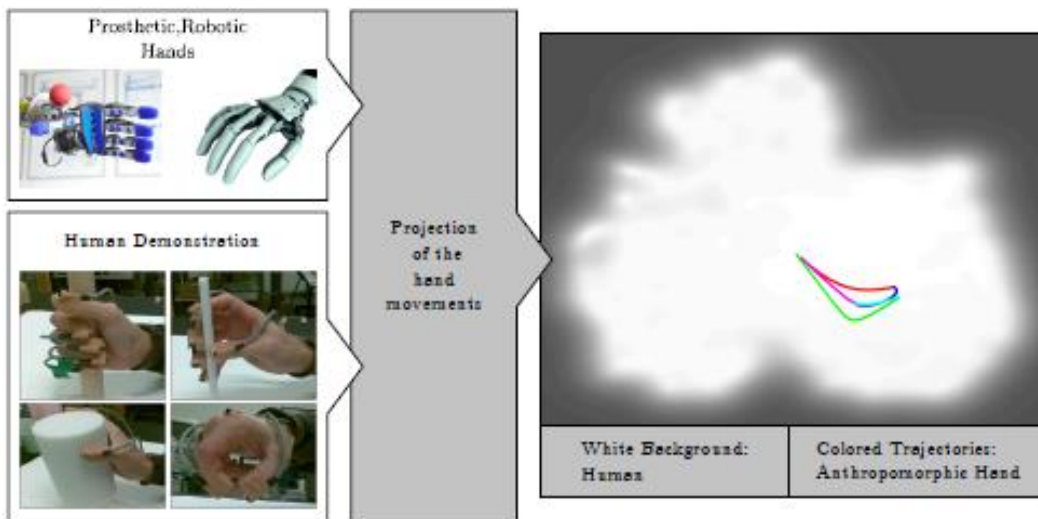 Prosthetic,Robotic
Hands
Human Demonstration
Projection
of the
hand
movements
White Background:
Human
Colored Trajectories:
Anthropomorphic Hand